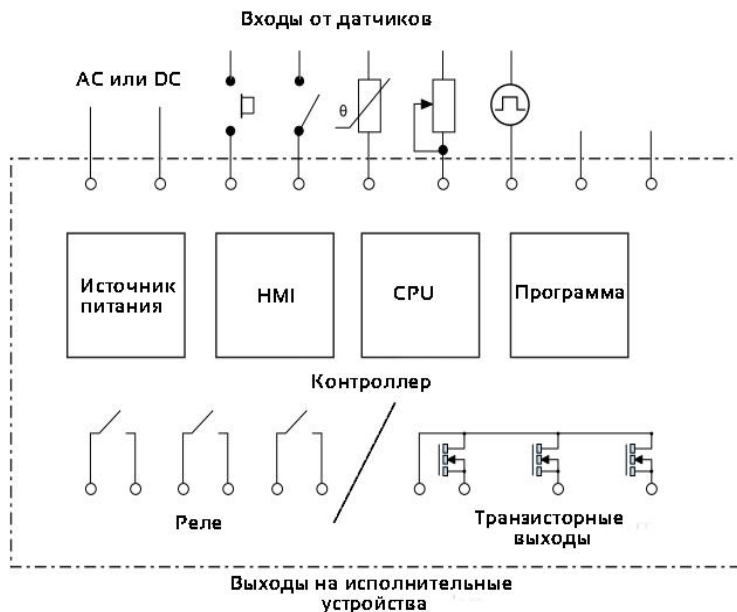 Входы от датчиков
AC или DC
θ
Источник
питания
HMI
CPU
Программа
Контроллер
Реле
Транзисторные
выходы
Выходы на исполнительные
устройства